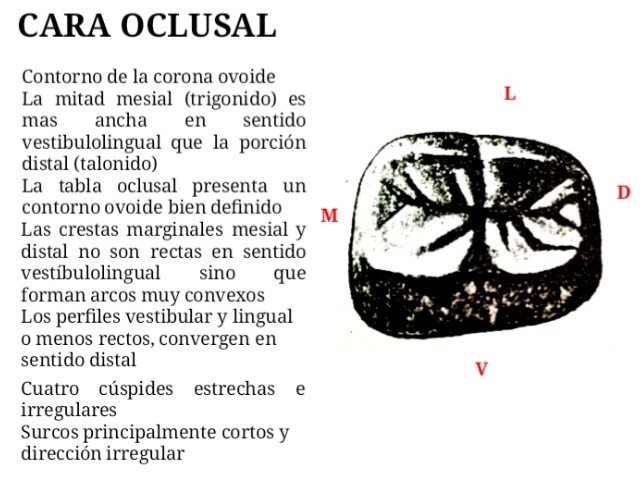 CARA OCLUSAL
Contorno de la corona ovoide
La mitad mesial (trigonido) es
mas ancha en sentido
vestibulolingual que la porción
distal (talonido)
La tabla oclusal presenta un
contorno ovoide bien definido
Las crestas marginales mesial y
distal no son rectas en sentido
vestíbulolingual sino que
forman arcos muy convexos
Los perfiles vestibular y lingual
o menos rectos, convergen en
sentido distal
Cuatro cúspides estrechas e
irregulares
Surcos principalmente cortos y
dirección irregular
L
M
D
V